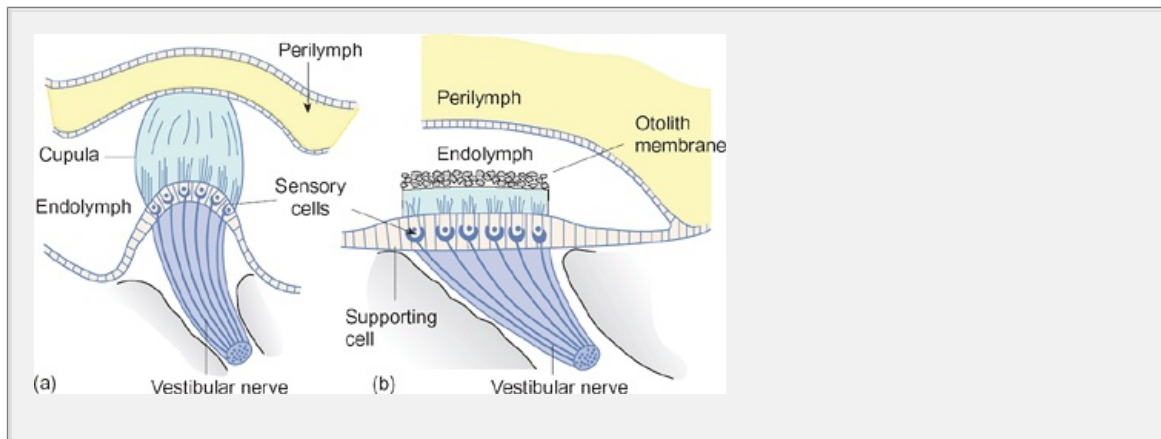 Perilymph
Cupula
Endolymph
Sensory
cells
(a)
Vestibular nerve
Perilymph
Otolith
membrane
Endolymph
Supporting
cell
(b)
Vestibular nerve